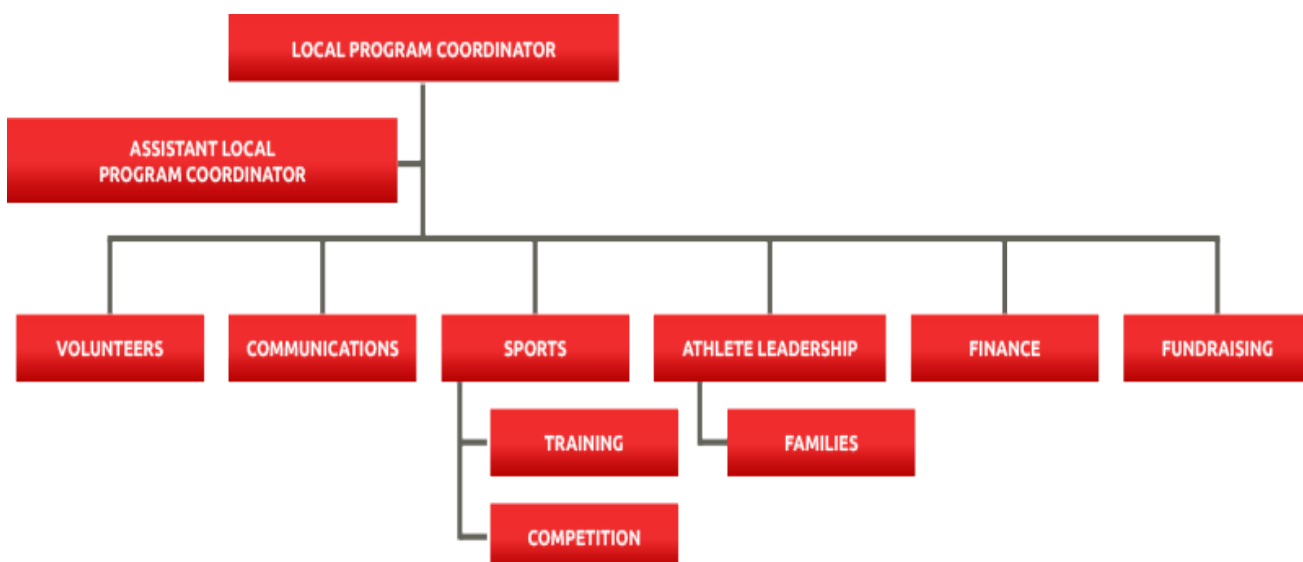 LOCAL PROGRAM COORDINATOR
ASSISTANT LOCAL
PROGRAM COORDINATOR
VOLUNTEERS
COMMUNICATIONS
SPORTS
ATHLETE LEADERSHIP
FINANCE
FUNDRAISING
TRAINING
FAMILIES
COMPETITION